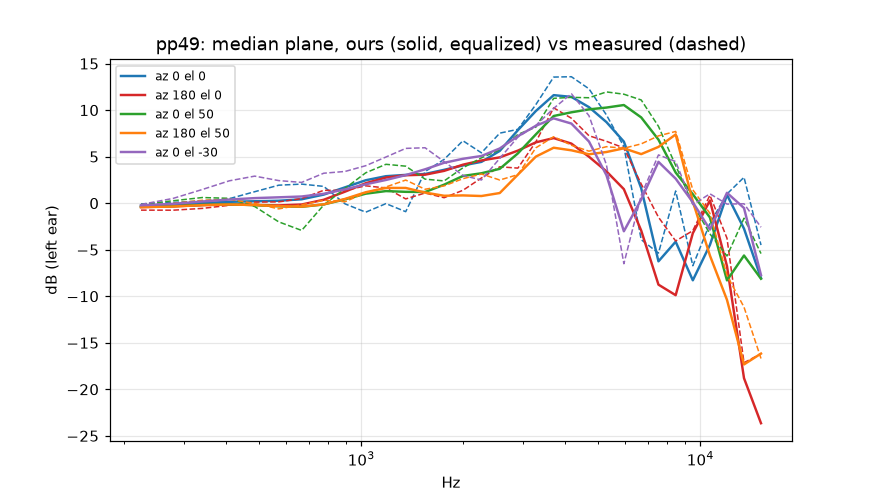 pp49: median plane, ours (solid, equalized) vs measured (dashed)
az 0 el 0
az 180 el 0
az 0 el 50
az 180 el 50
az 0 el -30
15
10
5
0
−5
−10
−15
−20
−25
dB (left ear)
10³
10⁴
Hz